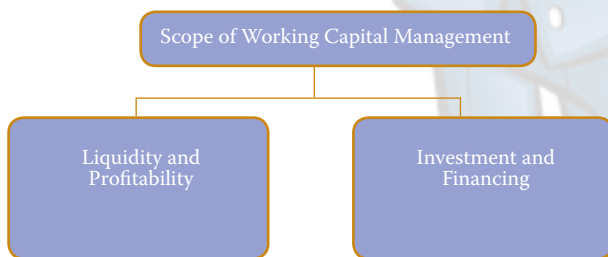 Scope of Working Capital Management
Liquidity and
Profitability
Investment and
Financing